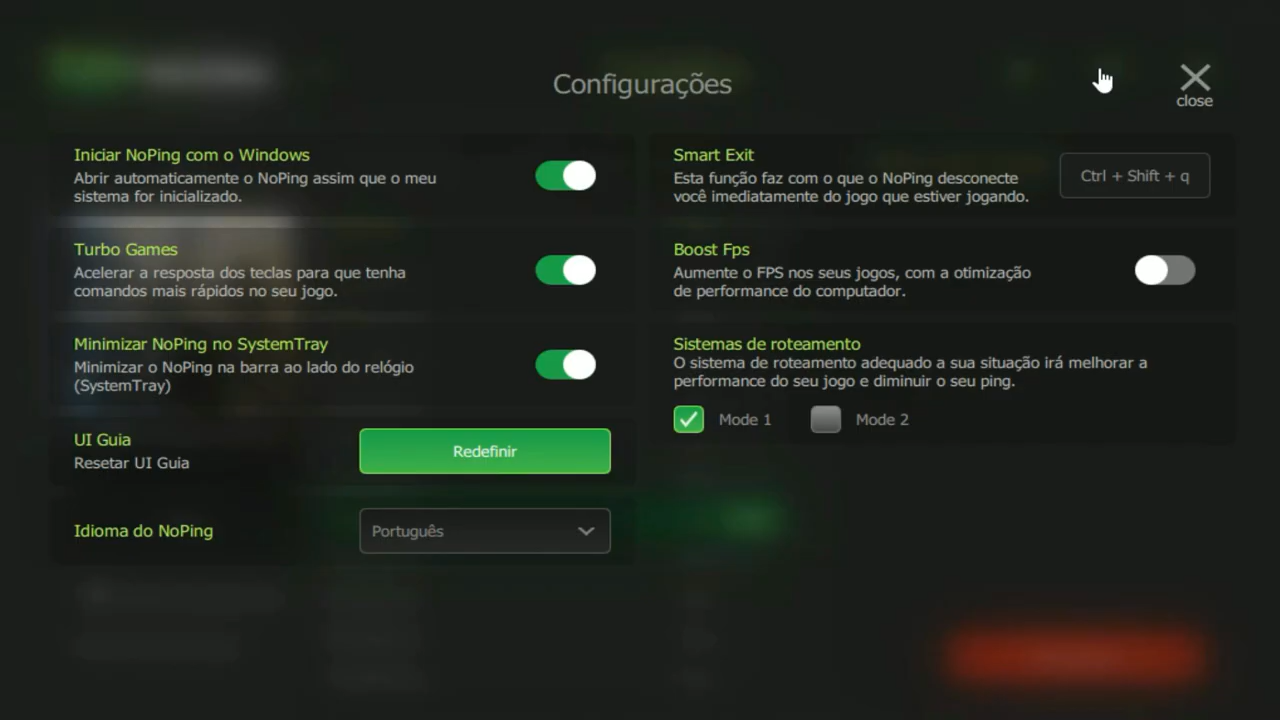 Configurações
close
Iniciar NoPing com o Windows
Abrir automaticamente o NoPing assim que o meu
sistema for inicializado.
Turbo Games
Acelerar a resposta dos teclas para que tenha
comandos mais rápidos no seu jogo.
Minimizar NoPing no SystemTray
Minimizar o NoPing na barra ao lado do relógio
(SystemTray)
UI Guia
Resetar UI Guia
Redefinir
Idioma do NoPing
Português
Smart Exit
Esta função faz com o que o NoPing desconecte
você imediatamente do jogo que estiver jogando.
Ctrl + Shift + q
Boost Fps
Aumente o FPS nos seus jogos, com a otimização
de performance do computador.
Sistemas de roteamento
O sistema de roteamento adequado a sua situação irá melhorar a
performance do seu jogo e diminuir o seu ping.
Mode 1
Mode 2